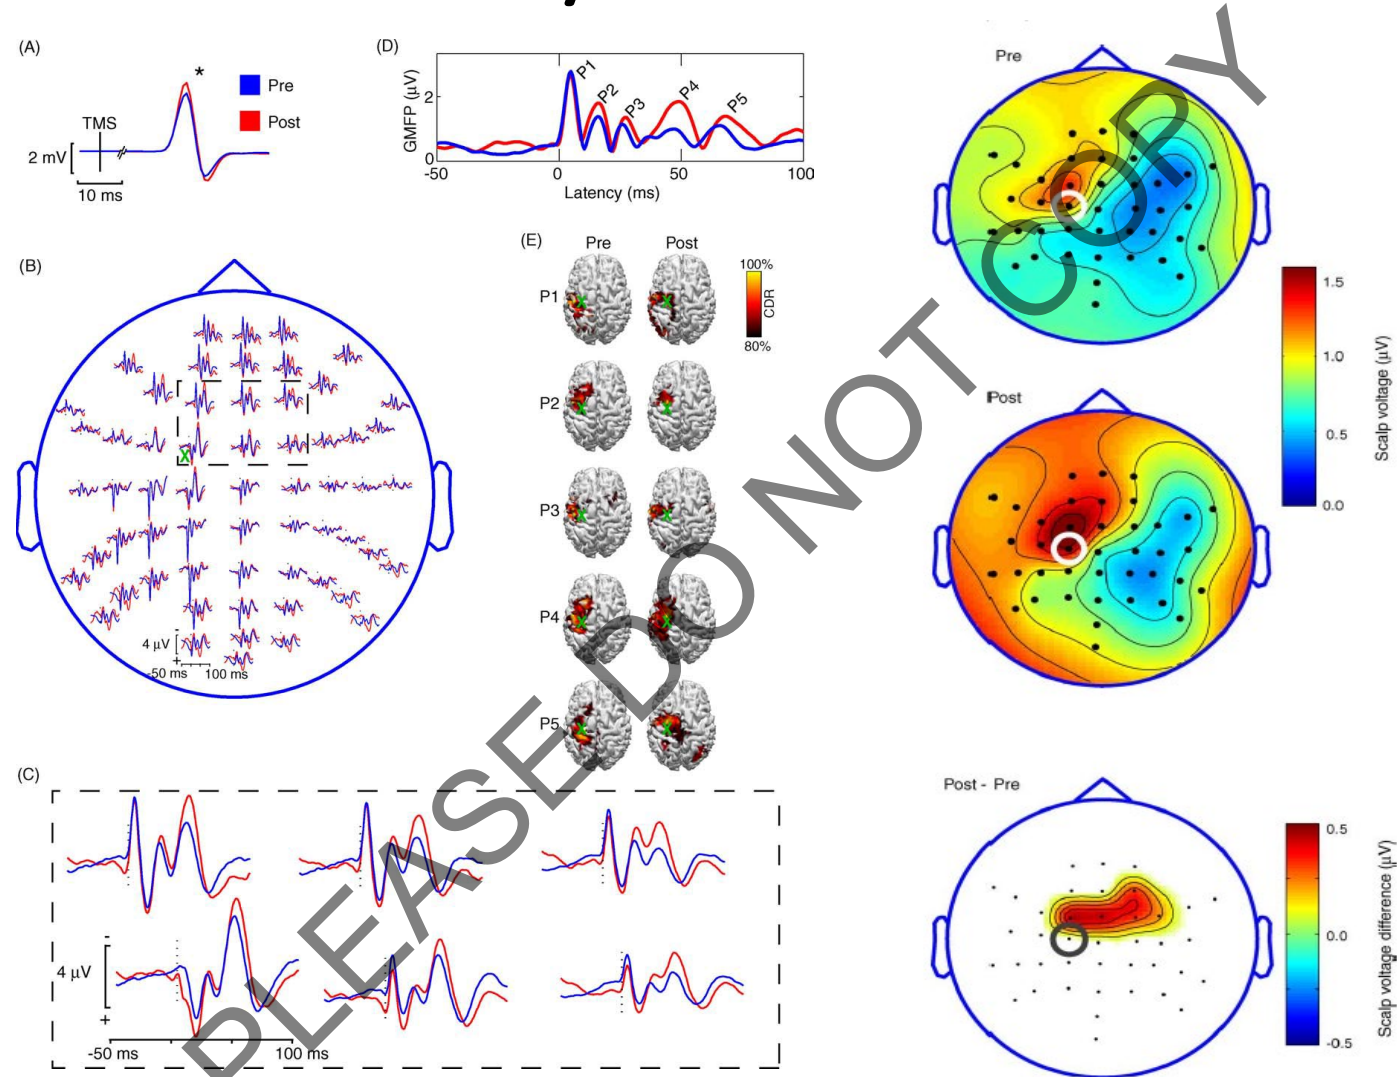 (A)
*
Pre
Post
TMS
2 mV
10 ms
(D)
GMFP (µV)
2
0
P1
P2
P3
P4
P5
-50
0
50
100
Latency (ms)
(B)
X
4 µV
+
-50 ms
100 ms
(E)
Pre
Post
P1
P2
P3
P4
P5
100%
CDR
80%
(C)
4 µV
-
+
-50 ms
100 ms
Pre
Post
1.5
1.0
0.5
0.0
Scalp voltage (µV)
Post - Pre
0.5
0.0
-0.5
Scalp voltage difference (µV)
PLEASE DO NOT COPY